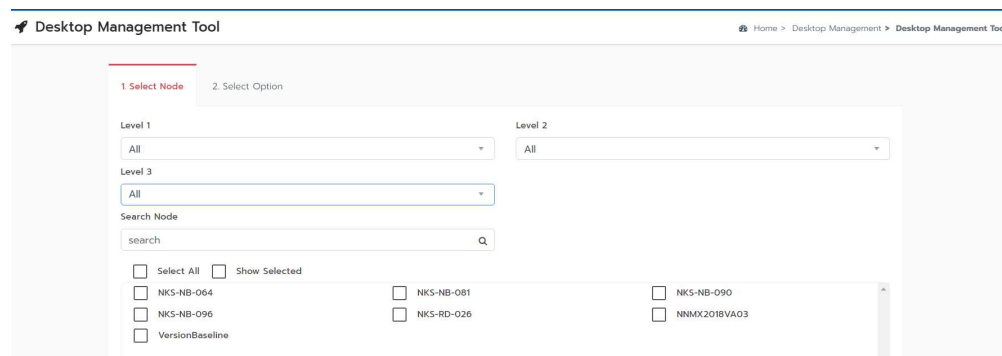 Desktop Management Tool
Home > Desktop Management > Desktop Management Too
1. Select Node 2. Select Option
Level 1 Level 2
All All
Level 3
All
Search Node
search
Select All Show Selected
NKS-NB-064 NKS-NB-081 NKS-NB-090
NKS-NB-096 NKS-RD-026 NNMX2018VA03
VersionBaseline